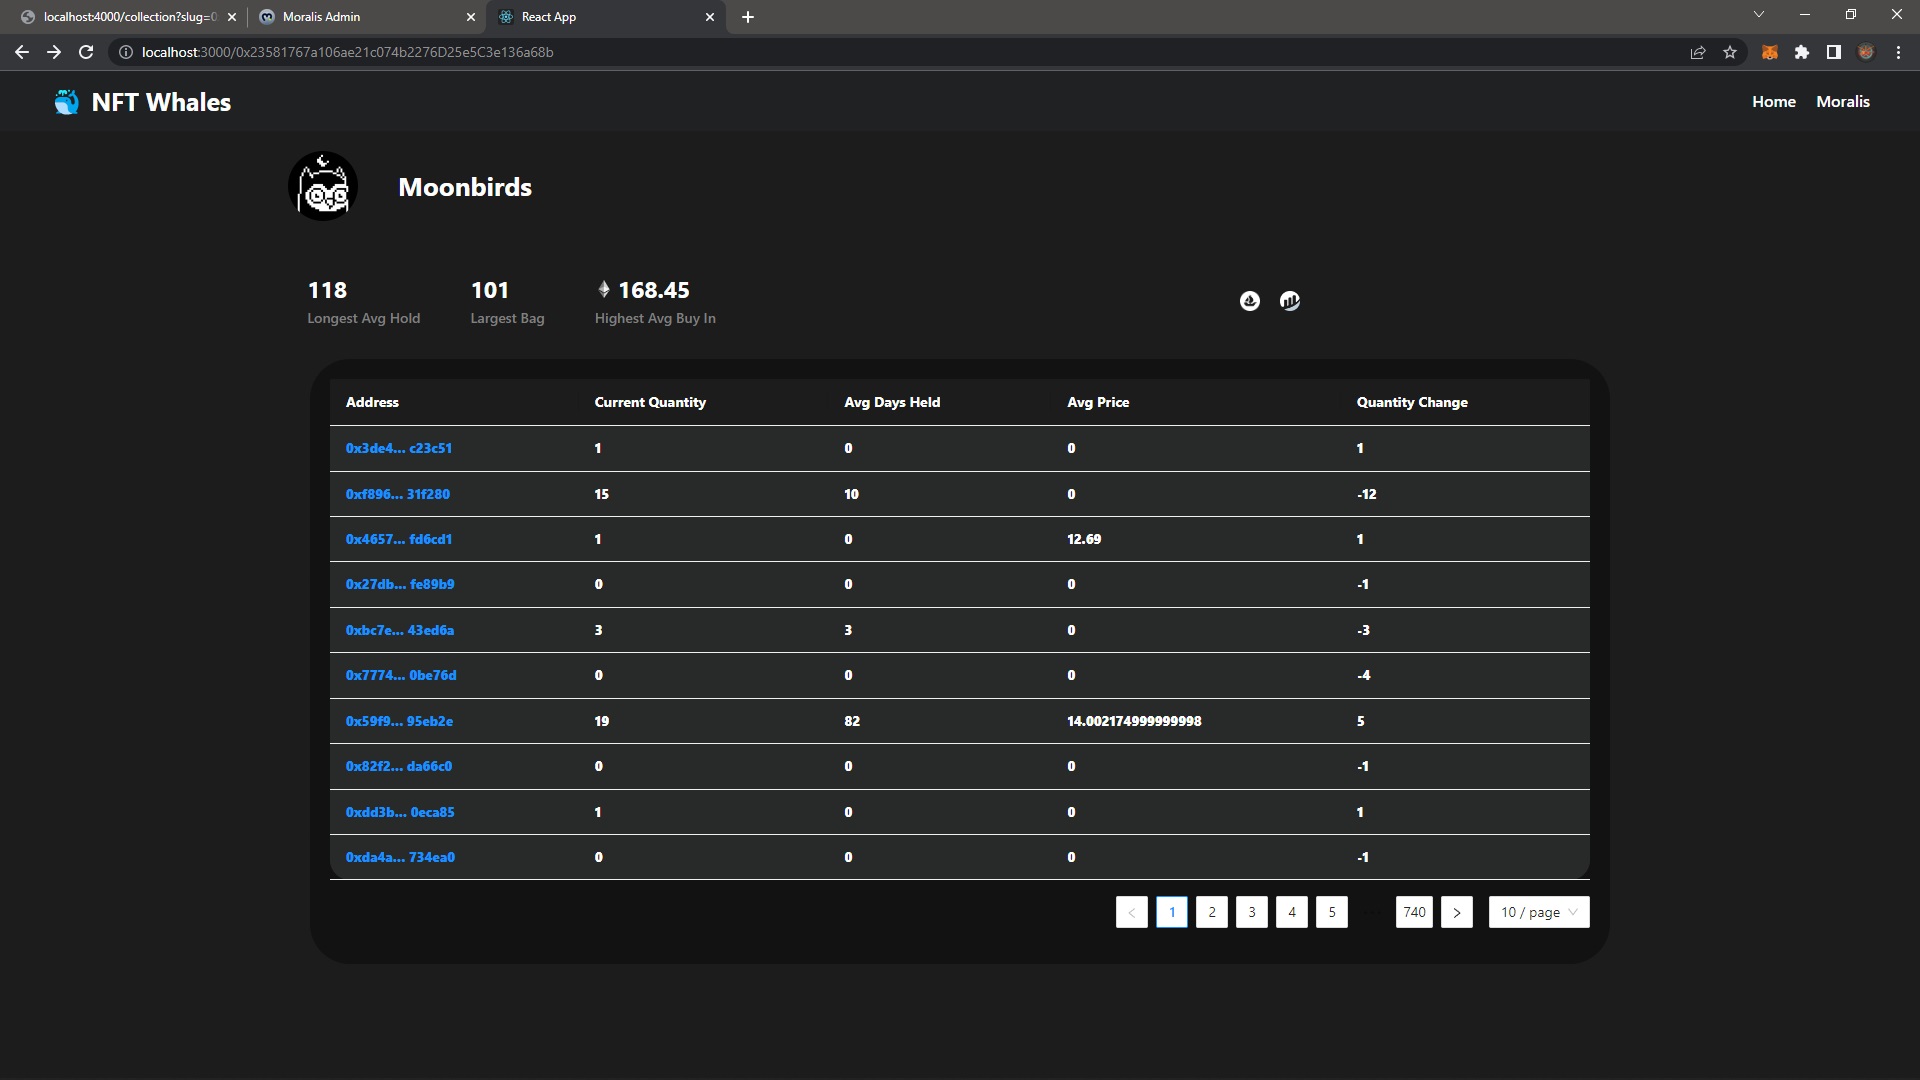 localhost:4000/collection?slug=0
Moralis Admin
React App
localhost:3000/0x23581767a106ae21c074b2276D25e5C3e136a68b
NFT Whales
Home
Moralis
Moonbirds
118
101
168.45
Longest Avg Hold
Largest Bag
Highest Avg Buy In
Address Current Quantity Avg Days Held Avg Price Quantity Change
0x3de4... c23c51 1 0 0 1
0xf896... 31f280 15 10 0 -12
0x4657... fd6cd1 1 0 12.69 1
0x27db... fe89b9 0 0 0 -1
0xbc7e... 43ed6a 3 3 0 -3
0x7774... 0be76d 0 0 0 -4
0x59f9... 95eb2e 19 82 14.002174999999998 5
0x82f2... da66c0 0 0 0 -1
0xdd3b... 0eca85 1 0 0 1
0xda4a... 734ea0 0 0 0 -1
< 1 2 3 4 5 ••• 740 > 10 / page